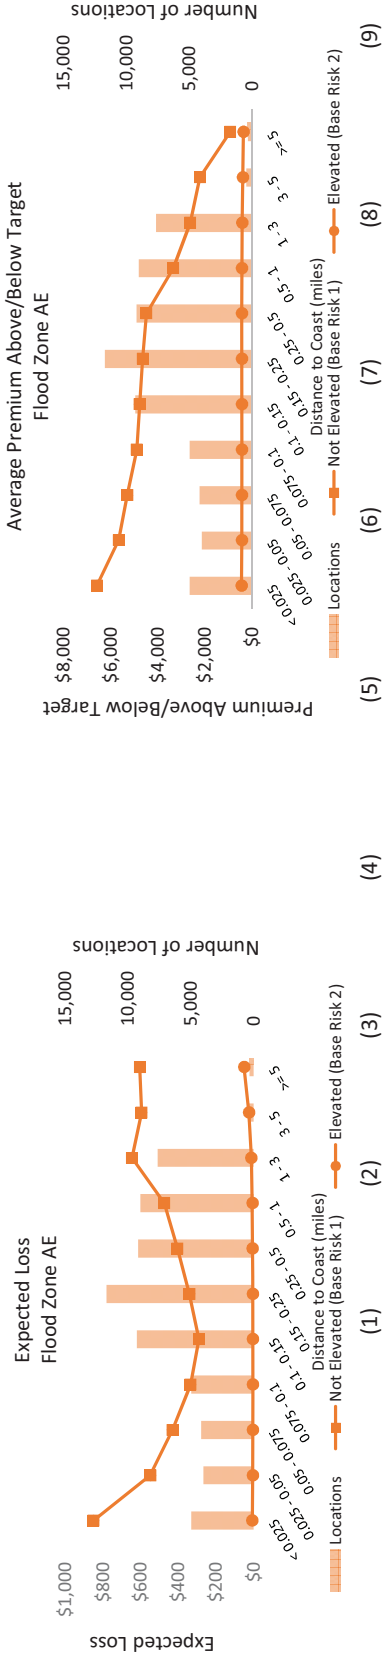 Expected Loss
Flood Zone AE
Expected Loss
$1,000
$800
$600
$400
$200
$0
15,000
10,000
5,000
0
Number of Locations
< 0.025
0.025 - 0.05
0.05 - 0.075
0.075 - 0.1
0.1 - 0.15
0.15 - 0.25
0.25 - 0.5
0.5 - 1
1 - 3
3 - 5
>= 5
Distance to Coast (miles)
Locations
Not Elevated (Base Risk 1)
Elevated (Base Risk 2)
Average Premium Above/Below Target
Flood Zone AE
Premium Above/Below Target
$8,000
$6,000
$4,000
$2,000
$0
15,000
10,000
5,000
0
Number of Locations
< 0.025
0.025 - 0.05
0.05 - 0.075
0.075 - 0.1
0.1 - 0.15
0.15 - 0.25
0.25 - 0.5
0.5 - 1
1 - 3
3 - 5
>= 5
Distance to Coast (miles)
Locations
Not Elevated (Base Risk 1)
Elevated (Base Risk 2)
(1) (2) (3) (4) (5) (6) (7) (8) (9)